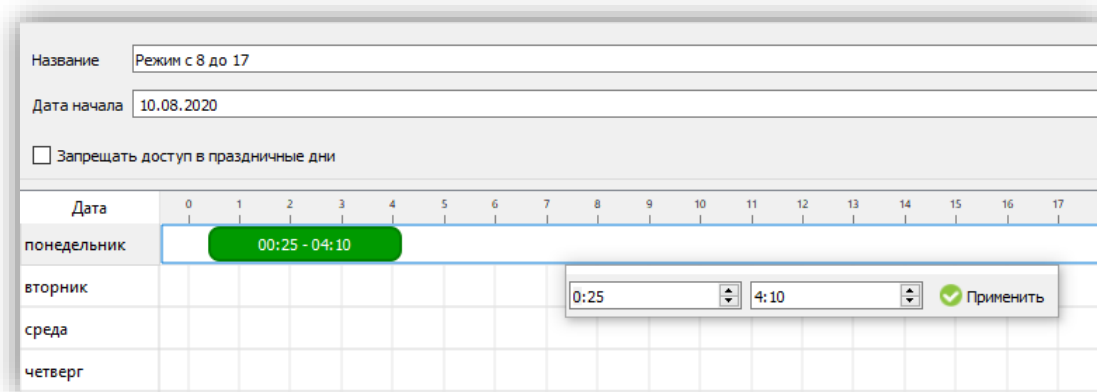 Название Режим с 8 до 17
Дата начала 10.08.2020
Запрещать доступ в праздничные дни
Дата 0 1 2 3 4 5 6 7 8 9 10 11 12 13 14 15 16 17
понедельник 00:25 - 04:10
вторник
0:25 4:10 Применить
среда
четверг